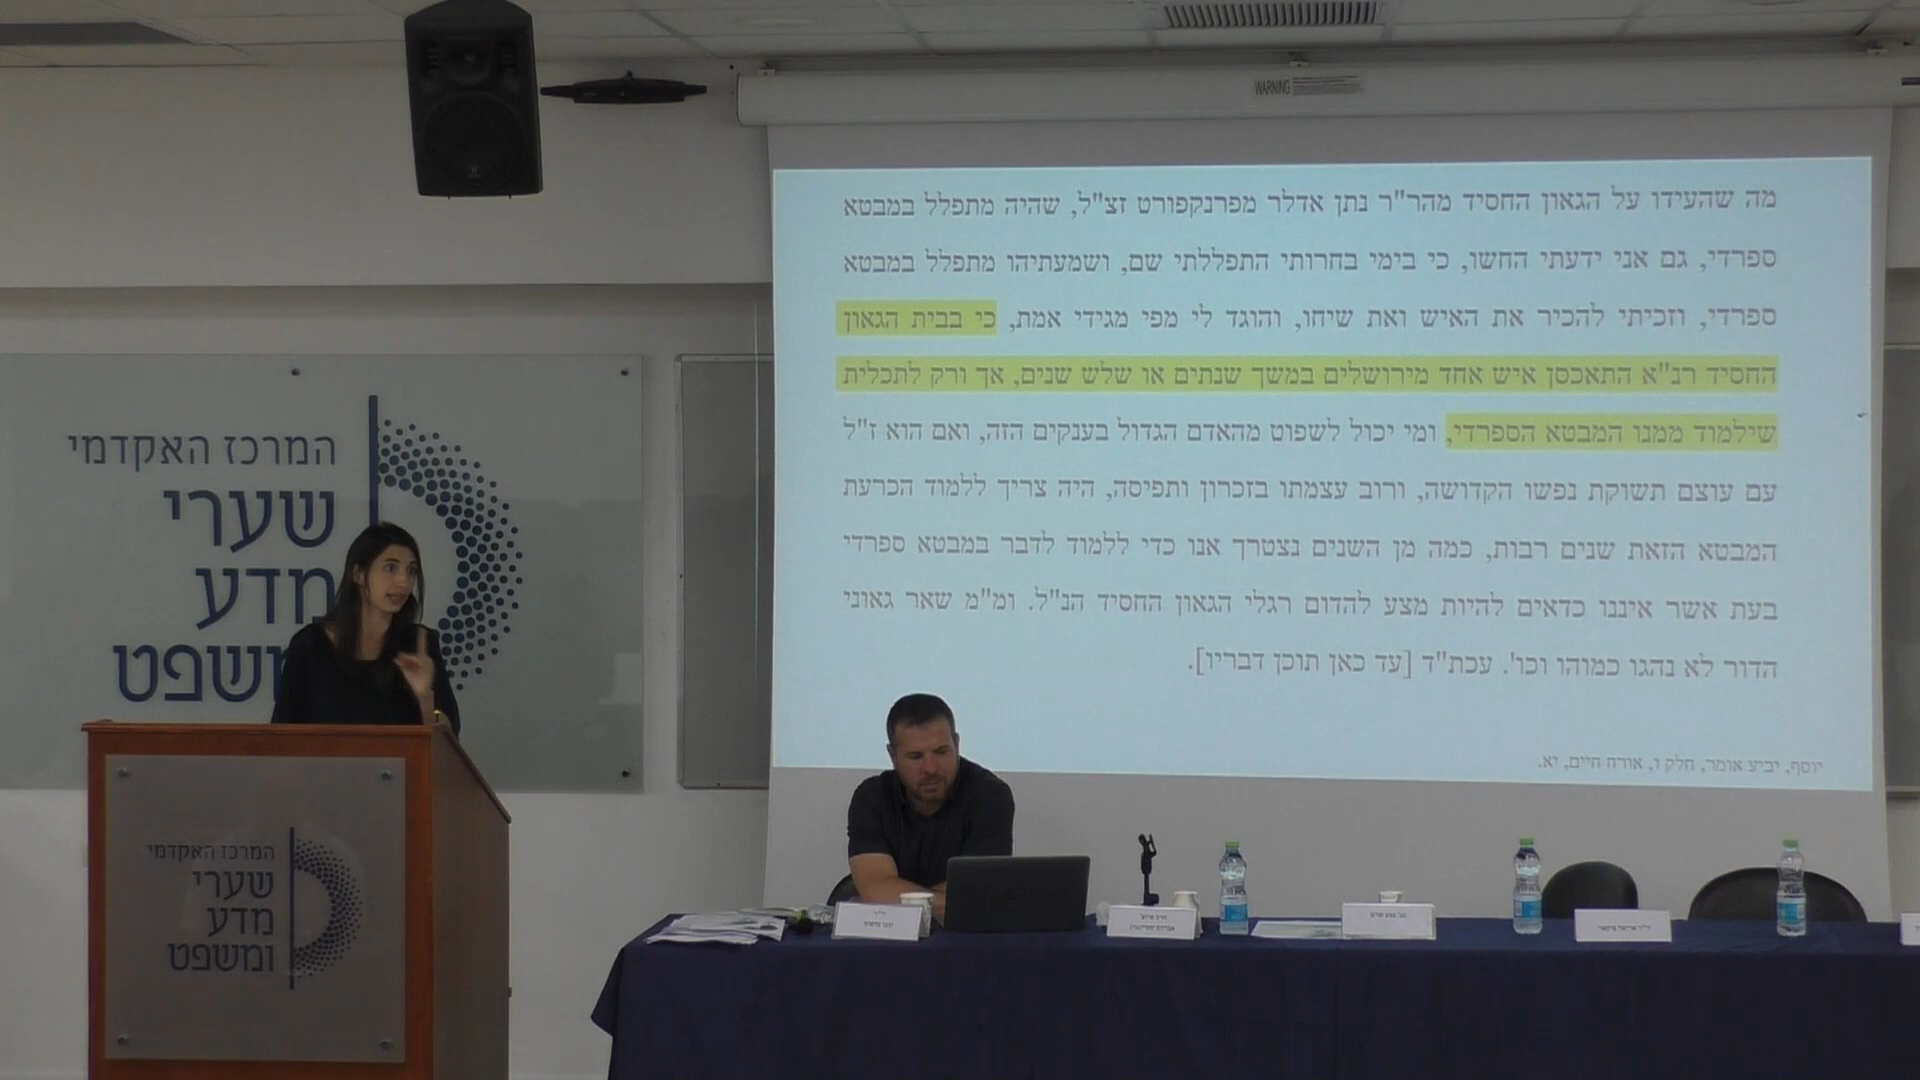 WARNING
מה שהעידו על הגאון החסיד מהר"ר נתן אדלר מפרנקפורט זצ"ל, שהיה מתפלל במבטא
ספרדי, גם אני ידעתי החשו, כי בימי בחרותי התפללתי שם, ושמעתיהו מתפלל במבטא
ספרדי, וזכיתי להכיר את האיש ואת שיחו, והוגד לי מפי מגידי אמת, כי בבית הגאון
החסיד רנ"א התאכסן איש אחד מירושלים במשך שנתים או שלש שנים, אך ורק לתכלית
שילמוד ממנו המבטא הספרדי, ומי יכול לשפוט מהאדם הגדול בענקים הזה, ואם הוא ז"ל
עם עוצם תשוקת נפשו הקדושה, ורוב עצמתו בזכרון ותפיסה, היה צריך ללמוד הכרעת
המבטא הזאת שנים רבות, כמה מן השנים נצטרך אנו כדי ללמוד לדבר במבטא ספרדי
בעת אשר איננו כדאים להיות מצע להדום רגלי הגאון החסיד הנ"ל. ומ"מ שאר גאוני
הדור לא נהגו כמוהו וכו'. עכת"ד [עד כאן תוכן דבריו].
יוסף, יביע אומר, חלק ו, אורח חיים, יא.
המרכז האקדמי
שערי
מדע
ומשפט
המרכז האקדמי
שערי
מדע
ומשפט